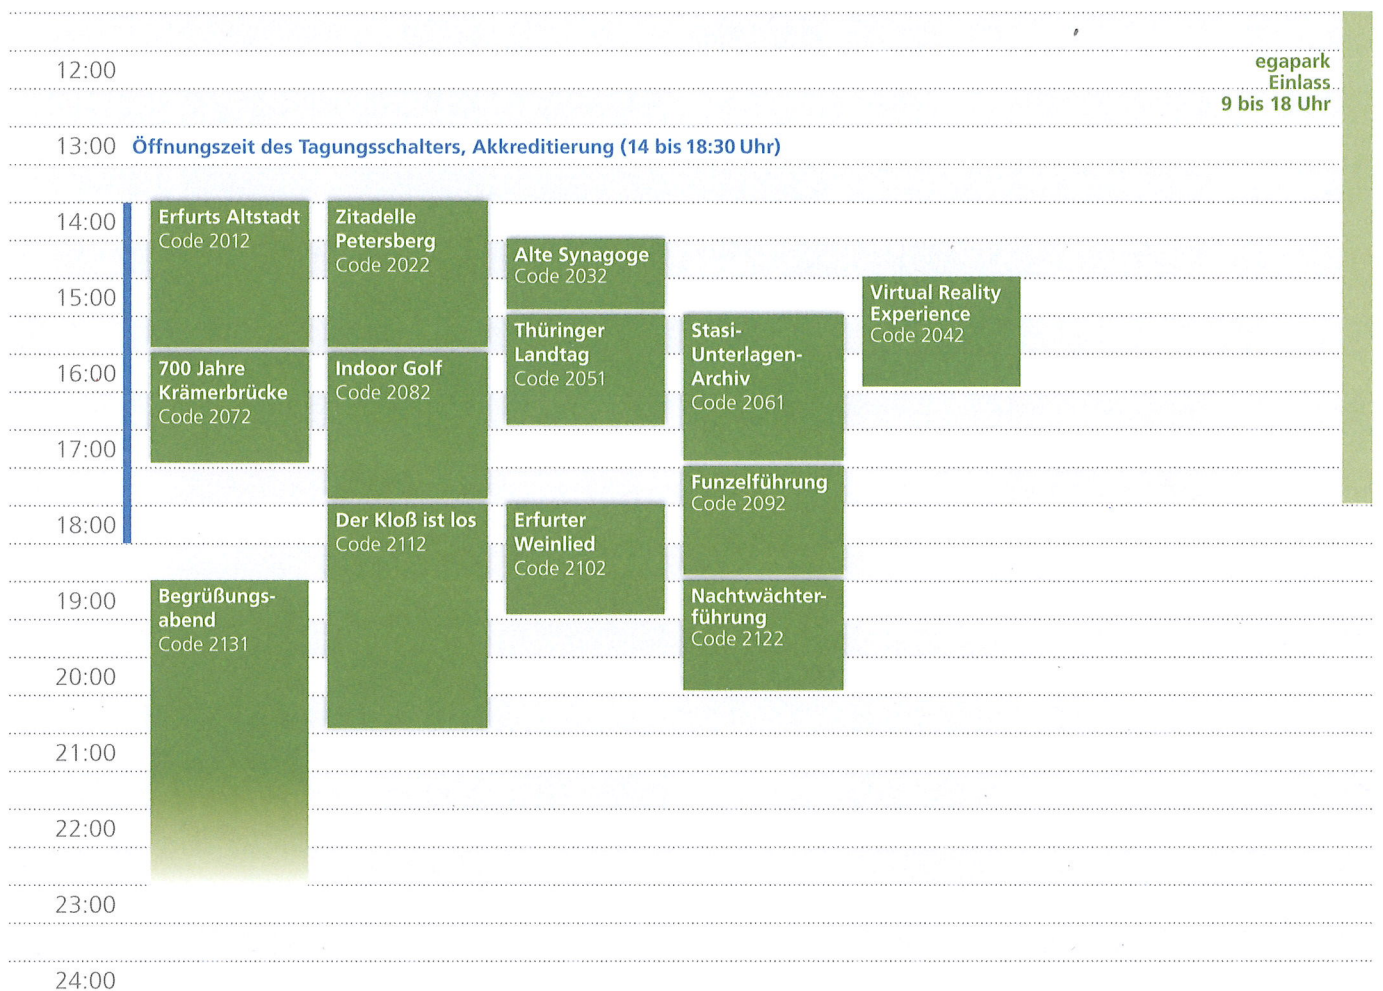 12:00
egapark
Einlass
9 bis 18 Uhr
13:00 Öffnungszeit des Tagungsschalters, Akkreditierung (14 bis 18:30 Uhr)
14:00
Erfurts Altstadt
Code 2012
Zitadelle
Petersberg
Code 2022
Alte Synagoge
Code 2032
15:00
Virtual Reality
Experience
Code 2042
Thüringer
Landtag
Code 2051
Stasi-
Unterlagen-
Archiv
Code 2061
16:00
700 Jahre
Krämerbrücke
Code 2072
Indoor Golf
Code 2082
17:00
Funzelführung
Code 2092
18:00
Der Kloß ist los
Code 2112
Erfurter
Weinlied
Code 2102
19:00
Begrüßungs-
abend
Code 2131
Nachtwächter-
führung
Code 2122
20:00
21:00
22:00
23:00
24:00